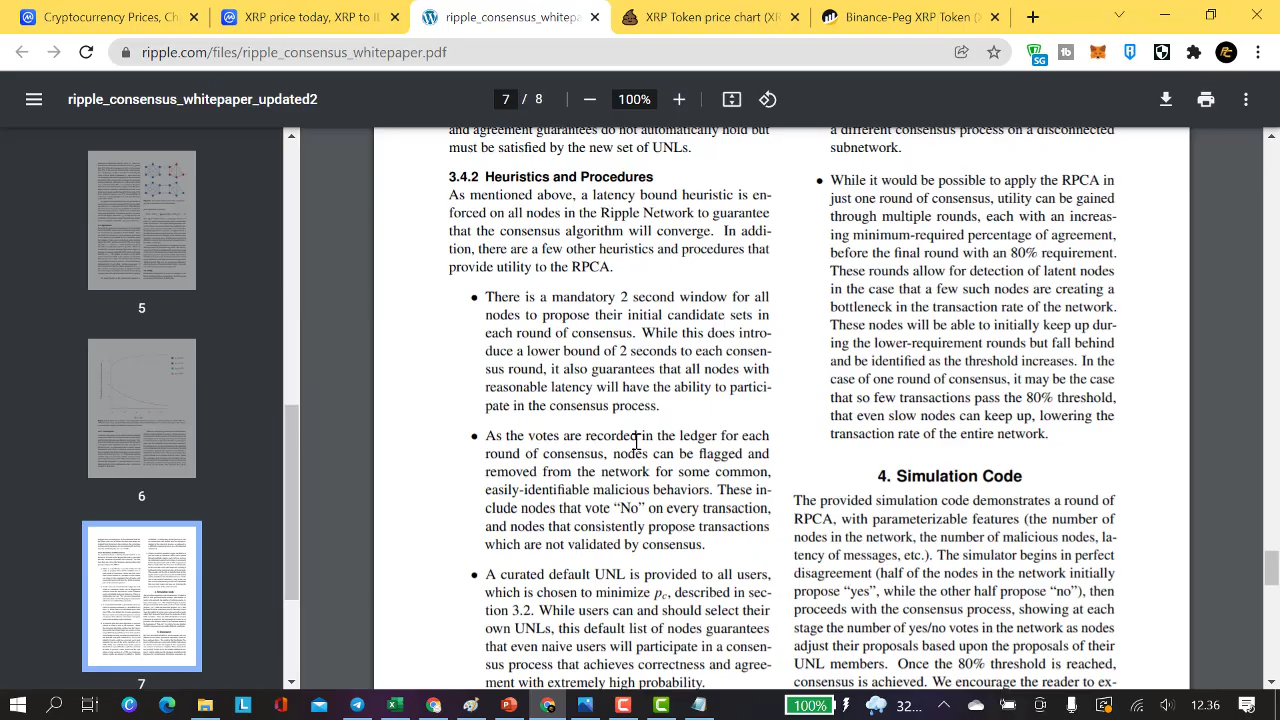 Cryptocurrency Prices, Ch
XRP price today, XRP to l
ripple_consensus_whitepa
XRP Token price chart (XR
Binance-Peg XRP Token (
ripple.com/files/ripple_consensus_whitepaper.pdf
SG
ripple_consensus_whitepaper_updated2
7 / 8
100%
5
6
7
and agreement guarantees do not automatically hold but
must be satisfied by the new set of UNLs.
3.4.2 Heuristics and Procedures
As mentioned above, a latency bound heuristic is en-
forced on all nodes in the Ripple Network to guarantee
that the consensus algorithm will converge. In addi-
tion, there are a few other heuristics and procedures that
provide utility to the RPCA.
• There is a mandatory 2 second window for all
nodes to propose their initial candidate sets in
each round of consensus. While this does intro-
duce a lower bound of 2 seconds to each consen-
sus round, it also guarantees that all nodes with
reasonable latency will have the ability to partici-
pate in the consensus process.
• As the votes are recorded in the ledger for each
round of consensus, nodes can be flagged and
removed from the network for some common,
easily-identifiable malicious behaviors. These in-
clude nodes that vote “No” on every transaction,
and nodes that consistently propose transactions
which are not validated by consensus.
• A curated default UNL is provided to all users,
which is chosen to minimize pc, described in sec-
tion 3.2. While users can and should select their
own UNLs, this default list of nodes guarantees
that even naive users will participate in a consen-
sus process that achieves correctness and agree-
ment with extremely high probability.
a different consensus process on a disconnected
subnetwork.
• While it would be possible to apply the RPCA in
just one round of consensus, utility can be gained
through multiple rounds, each with an increas-
ing minimum-required percentage of agreement,
before the final round with an 80% requirement.
These rounds allow for detection of latent nodes
in the case that a few such nodes are creating a
bottleneck in the transaction rate of the network.
These nodes will be able to initially keep up dur-
ing the lower-requirement rounds but fall behind
and be identified as the threshold increases. In the
case of one round of consensus, it may be the case
that so few transactions pass the 80% threshold,
that even slow nodes can keep up, lowering the
transaction rate of the entire network.
4. Simulation Code
The provided simulation code demonstrates a round of
RPCA, with parameterizable features (the number of
nodes in the network, the number of malicious nodes, la-
tency of messages, etc.). The simulator begins in perfect
disagreement (half of the nodes in the network initially
propose “yes”, while the other half propose “no”), then
proceeds with the consensus process, showing at each
stage the number of yes/no votes in the network as nodes
adjust their proposals based upon the proposals of their
UNL members. Once the 80% threshold is reached,
consensus is achieved. We encourage the reader to ex-
100%
32...
12.36